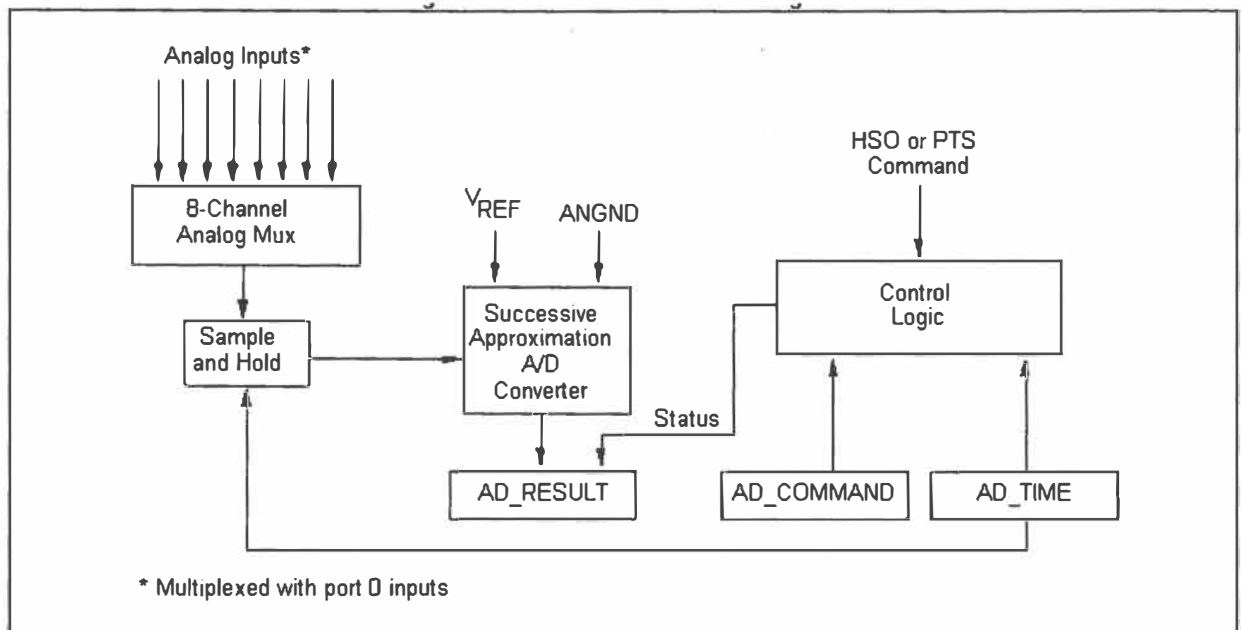 Analog Inputs*
8-Channel
Analog Mux
Sample
and Hold
VREF
ANGND
Successive
Approximation
A/D
Converter
AD_RESULT
Status
HSO or PTS
Command
Control
Logic
AD_COMMAND
AD_TIME
* Multiplexed with port 0 inputs